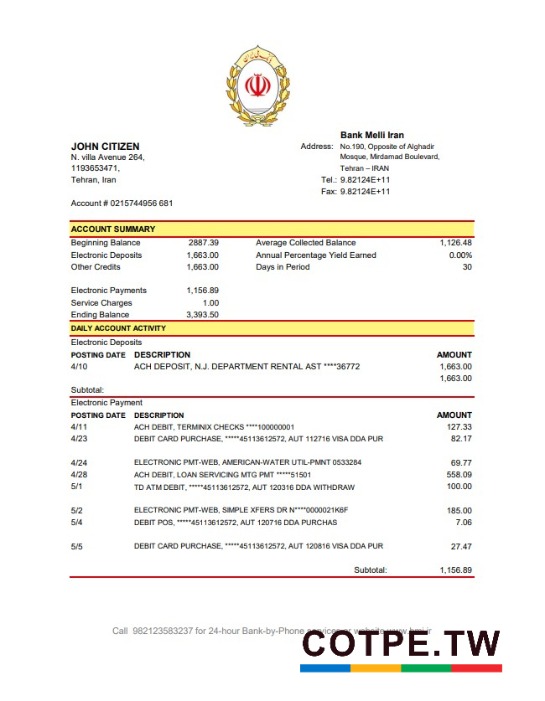 Bank Melli Iran
JOHN CITIZEN
Address: No.190, Opposite of Alghadir
N. villa Avenue 264,
Mosque, Mirdamad Boulevard,
1193653471,
Tehran – IRAN
Tehran, Iran
Tel.: 9.82124E+11
Fax: 9.82124E+11
Account # 0215744956 681
ACCOUNT SUMMARY
Beginning Balance 2887.39 Average Collected Balance 1,126.48
Electronic Deposits 1,663.00 Annual Percentage Yield Earned 0.00%
Other Credits 1,663.00 Days in Period 30
Electronic Payments 1,156.89
Service Charges 1.00
Ending Balance 3,393.50
DAILY ACCOUNT ACTIVITY
Electronic Deposits
POSTING DATE DESCRIPTION AMOUNT
4/10 ACH DEPOSIT, N.J. DEPARTMENT RENTAL AST ****36772 1,663.00
1,663.00
Subtotal:
Electronic Payment
POSTING DATE DESCRIPTION AMOUNT
4/11 ACH DEBIT, TERMINIX CHECKS ****100000001 127.33
4/23 DEBIT CARD PURCHASE, *****45113612572, AUT 112716 VISA DDA PUR 82.17
4/24 ELECTRONIC PMT-WEB, AMERICAN-WATER UTIL-PMNT 0533284 69.77
4/28 ACH DEBIT, LOAN SERVICING MTG PMT *****51501 558.09
5/1 TD ATM DEBIT, *****45113612572, AUT 120316 DDA WITHDRAW 100.00
5/2 ELECTRONIC PMT-WEB, SIMPLE XFERS DR N****0000021K6F 185.00
5/4 DEBIT POS, *****45113612572, AUT 120716 DDA PURCHAS 7.06
5/5 DEBIT CARD PURCHASE, *****45113612572, AUT 120816 VISA DDA PUR 27.47
Subtotal: 1,156.89
Call 982123583237 for 24-hour Bank-by-Phone
COTPE.TW